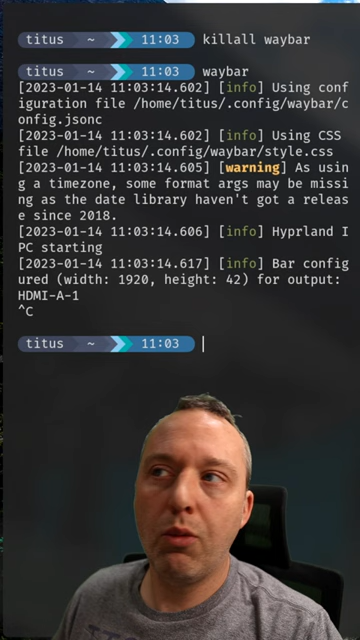 titus ~ 11:03 killall waybar
titus ~ 11:03 waybar
[2023-01-14 11:03:14.602] [info] Using conf
iguration file /home/titus/.config/waybar/c
onfig.jsonc
[2023-01-14 11:03:14.602] [info] Using CSS
file /home/titus/.config/waybar/style.css
[2023-01-14 11:03:14.605] [warning] As usin
g a timezone, some format args may be missi
ng as the date library haven't got a releas
e since 2018.
[2023-01-14 11:03:14.606] [info] Hyprland I
PC starting
[2023-01-14 11:03:14.617] [info] Bar config
ured (width: 1920, height: 42) for output:
HDMI-A-1
^C
titus ~ 11:03